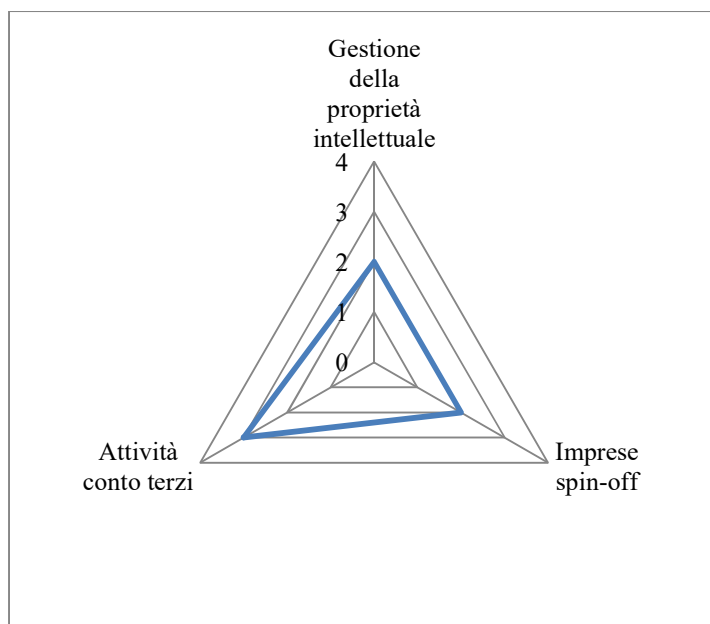 Gestione
della
proprietà
intellettuale
4
3
2
1
0
Attività
conto terzi
Imprese
spin-off